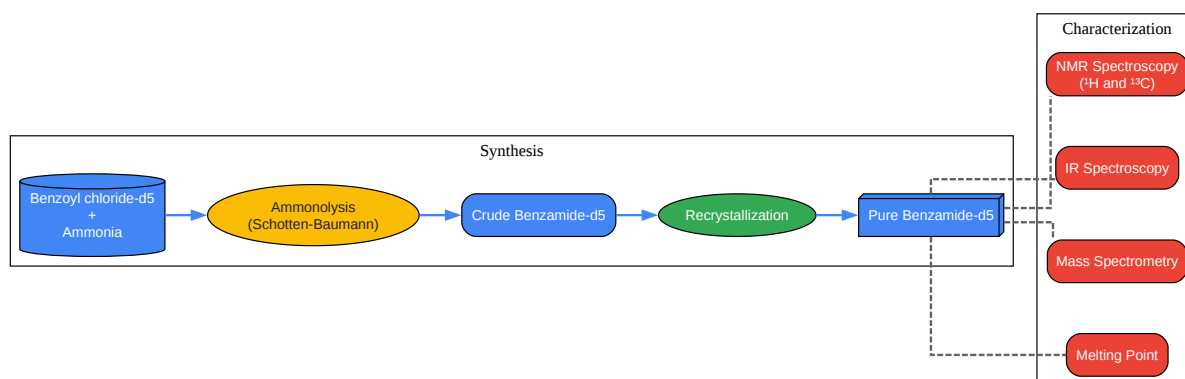 Characterization
NMR Spectroscopy
(¹H and ¹³C)
Synthesis
IR Spectroscopy
Benzoyl chloride-d5
+
Ammonia
Ammonolysis
(Schotten-Baumann)
Crude Benzamide-d5
Recrystallization
Pure Benzamide-d5
Mass Spectrometry
Melting Point